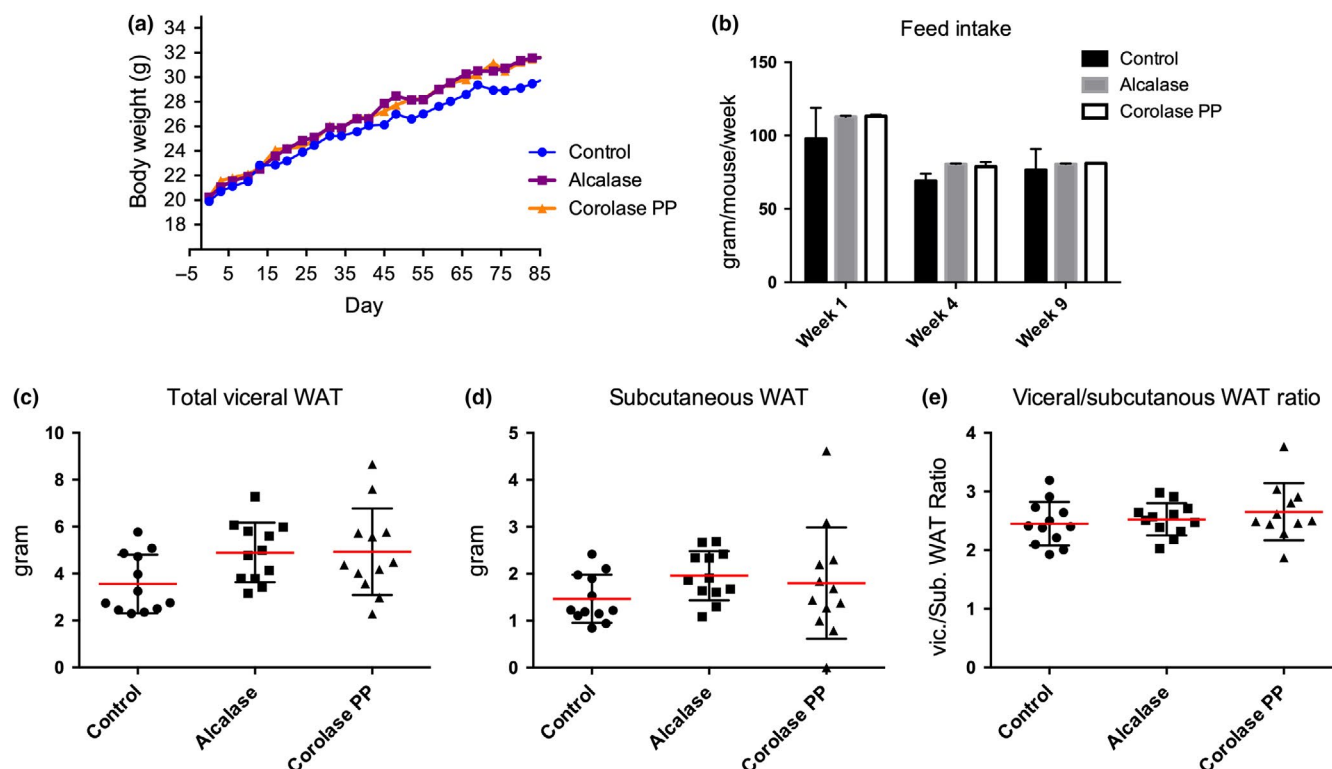 (a)
Body weight (g)
34
32
30
28
26
24
22
20
18
–5 5 15 25 35 45 55 65 75 85
Day
Control
Alcalase
Corolase PP
(b)
Feed intake
gram/mouse/week
150
100
50
0
Week 1
Week 4
Week 9
Control
Alcalase
Corolase PP
(c)
Total viceral WAT
gram
10
8
6
4
2
0
Control
Alcalase
Corolase PP
(d)
Subcutaneous WAT
gram
5
4
3
2
1
0
Control
Alcalase
Corolase PP
(e)
Viceral/subcutanous WAT ratio
vic./Sub. WAT Ratio
4
3
2
1
0
Control
Alcalase
Corolase PP